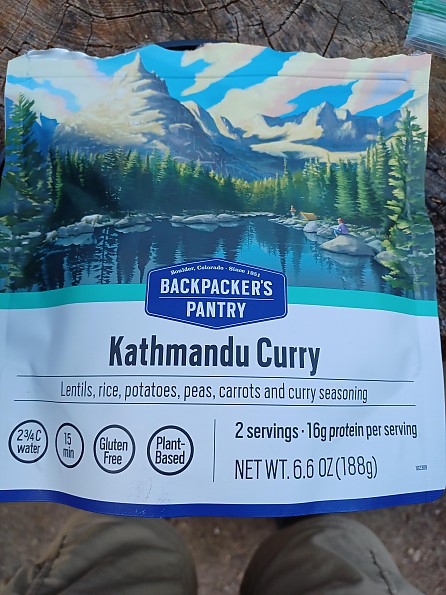 Boulder, Colorado · Since 1951
BACKPACKER'S
PANTRY
Kathmandu Curry
Lentils, rice, potatoes, peas, carrots and curry seasoning
2¾ C
water
15
min
Gluten
Free
Plant-
Based
2 servings · 16g protein per serving
NET WT. 6.6 OZ (188g)